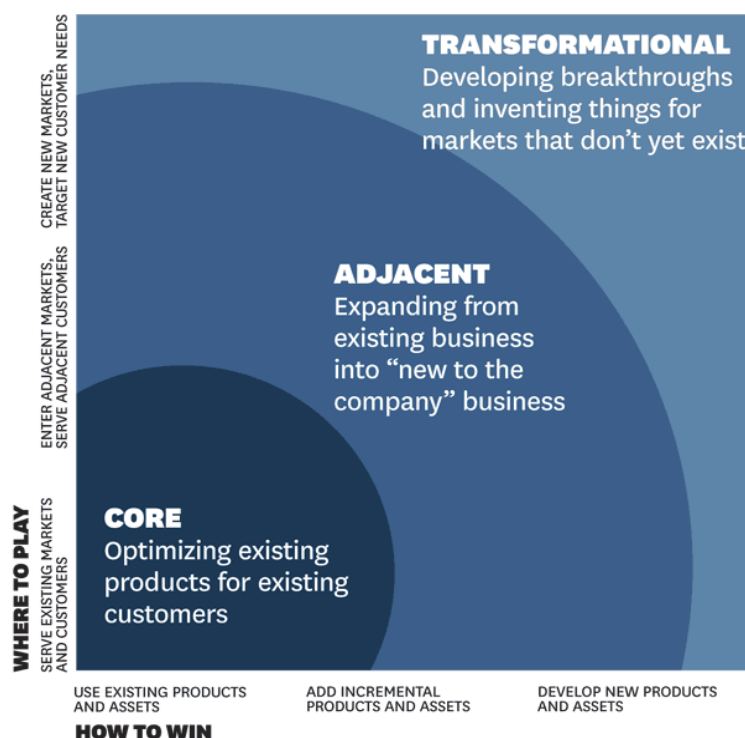 TRANSFORMATIONAL
Developing breakthroughs
and inventing things for
markets that don’t yet exist
ADJACENT
Expanding from
existing business
into “new to the
company” business
CORE
Optimizing existing
products for existing
customers
WHERE TO PLAY
CREATE NEW MARKETS,
TARGET NEW CUSTOMER NEEDS
ENTER ADJACENT MARKETS,
SERVE ADJACENT CUSTOMERS
SERVE EXISTING MARKETS
AND CUSTOMERS
USE EXISTING PRODUCTS
AND ASSETS
ADD INCREMENTAL
PRODUCTS AND ASSETS
DEVELOP NEW PRODUCTS
AND ASSETS
HOW TO WIN